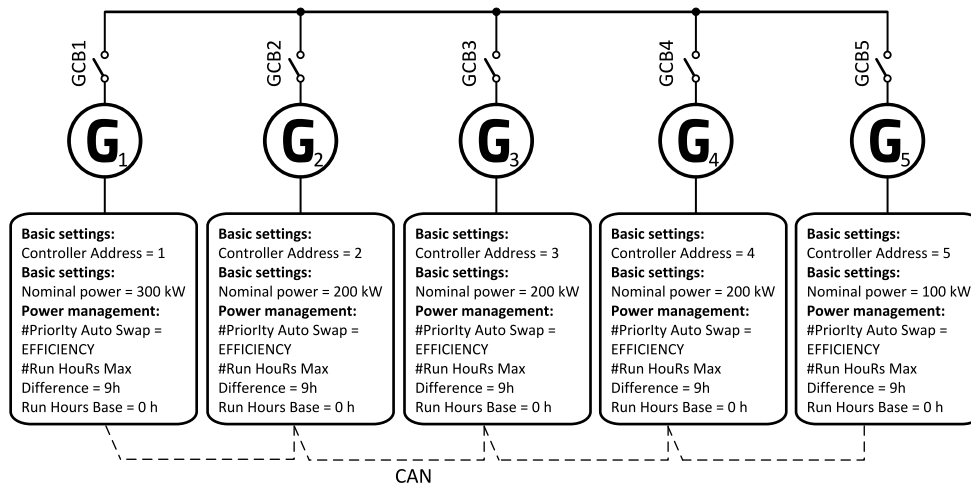 GCB1
GCB2
GCB3
GCB4
GCB5
G1
G2
G3
G4
G5
Basic settings:
Controller Address = 1
Basic settings:
Nominal power = 300 kW
Power management:
#PriorIty Auto Swap =
EFFICIENCY
#Run HouRs Max
Difference = 9h
Run Hours Base = 0 h
Basic settings:
Controller Address = 2
Basic settings:
Nominal power = 200 kW
Power management:
#PriorIty Auto Swap =
EFFICIENCY
#Run HouRs Max
Difference = 9h
Run Hours Base = 0 h
Basic settings:
Controller Address = 3
Basic settings:
Nominal power = 200 kW
Power management:
#PriorIty Auto Swap =
EFFICIENCY
#Run HouRs Max
Difference = 9h
Run Hours Base = 0 h
Basic settings:
Controller Address = 4
Basic settings:
Nominal power = 200 kW
Power management:
#PriorIty Auto Swap =
EFFICIENCY
#Run HouRs Max
Difference = 9h
Run Hours Base = 0 h
Basic settings:
Controller Address = 5
Basic settings:
Nominal power = 100 kW
Power management:
#PriorIty Auto Swap =
EFFICIENCY
#Run HouRs Max
Difference = 9h
Run Hours Base = 0 h
CAN